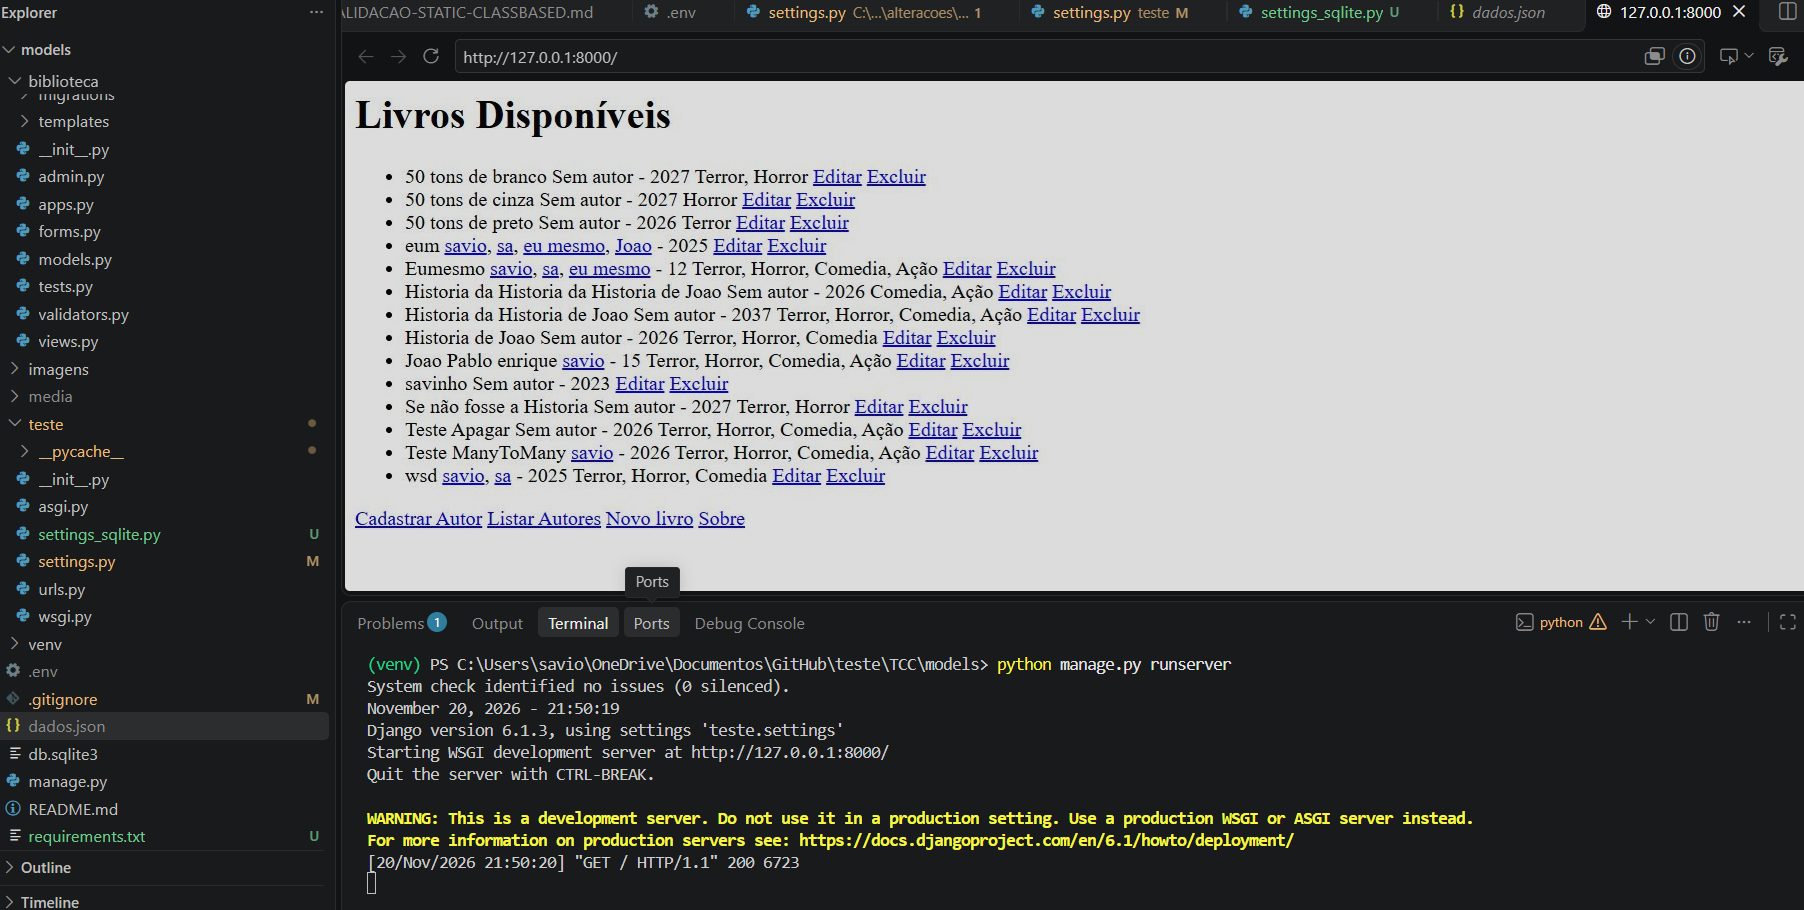 Explorer
models
biblioteca
migrations
templates
__init__.py
admin.py
apps.py
forms.py
models.py
tests.py
validators.py
views.py
imagens
media
teste
__pycache__
__init__.py
asgi.py
settings_sqlite.py U
settings.py M
urls.py
wsgi.py
venv
.env
.gitignore M
dados.json
db.sqlite3
manage.py
README.md
requirements.txt U
Outline
Timeline
ALIDACAO-STATIC-CLASSBASED.md .env settings.py C:\...\alteracoes\... 1 settings.py teste M settings_sqlite.py U dados.json 127.0.0.1:8000
http://127.0.0.1:8000/
Livros Disponíveis
• 50 tons de branco Sem autor - 2027 Terror, Horror Editar Excluir
• 50 tons de cinza Sem autor - 2027 Horror Editar Excluir
• 50 tons de preto Sem autor - 2026 Terror Editar Excluir
• eum savio, sa, eu mesmo, Joao - 2025 Editar Excluir
• Eumesmo savio, sa, eu mesmo - 12 Terror, Horror, Comedia, Ação Editar Excluir
• Historia da Historia da Historia de Joao Sem autor - 2026 Comedia, Ação Editar Excluir
• Historia da Historia de Joao Sem autor - 2037 Terror, Horror, Comedia, Ação Editar Excluir
• Historia de Joao Sem autor - 2026 Terror, Horror, Comedia Editar Excluir
• Joao Pablo enrique savio - 15 Terror, Horror, Comedia, Ação Editar Excluir
• savinho Sem autor - 2023 Editar Excluir
• Se não fosse a Historia Sem autor - 2027 Terror, Horror Editar Excluir
• Teste Apagar Sem autor - 2026 Terror, Horror, Comedia, Ação Editar Excluir
• Teste ManyToMany savio - 2026 Terror, Horror, Comedia, Ação Editar Excluir
• wsd savio, sa - 2025 Terror, Horror, Comedia Editar Excluir
Cadastrar Autor Listar Autores Novo livro Sobre
Ports
Problems 1 Output Terminal Ports Debug Console python
(venv) PS C:\Users\savio\OneDrive\Documentos\GitHub\teste\TCC\models> python manage.py runserver
System check identified no issues (0 silenced).
November 20, 2026 - 21:50:19
Django version 6.1.3, using settings 'teste.settings'
Starting WSGI development server at http://127.0.0.1:8000/
Quit the server with CTRL-BREAK.
WARNING: This is a development server. Do not use it in a production setting. Use a production WSGI or ASGI server instead.
For more information on production servers see: https://docs.djangoproject.com/en/6.1/howto/deployment/
[20/Nov/2026 21:50:20] "GET / HTTP/1.1" 200 6723